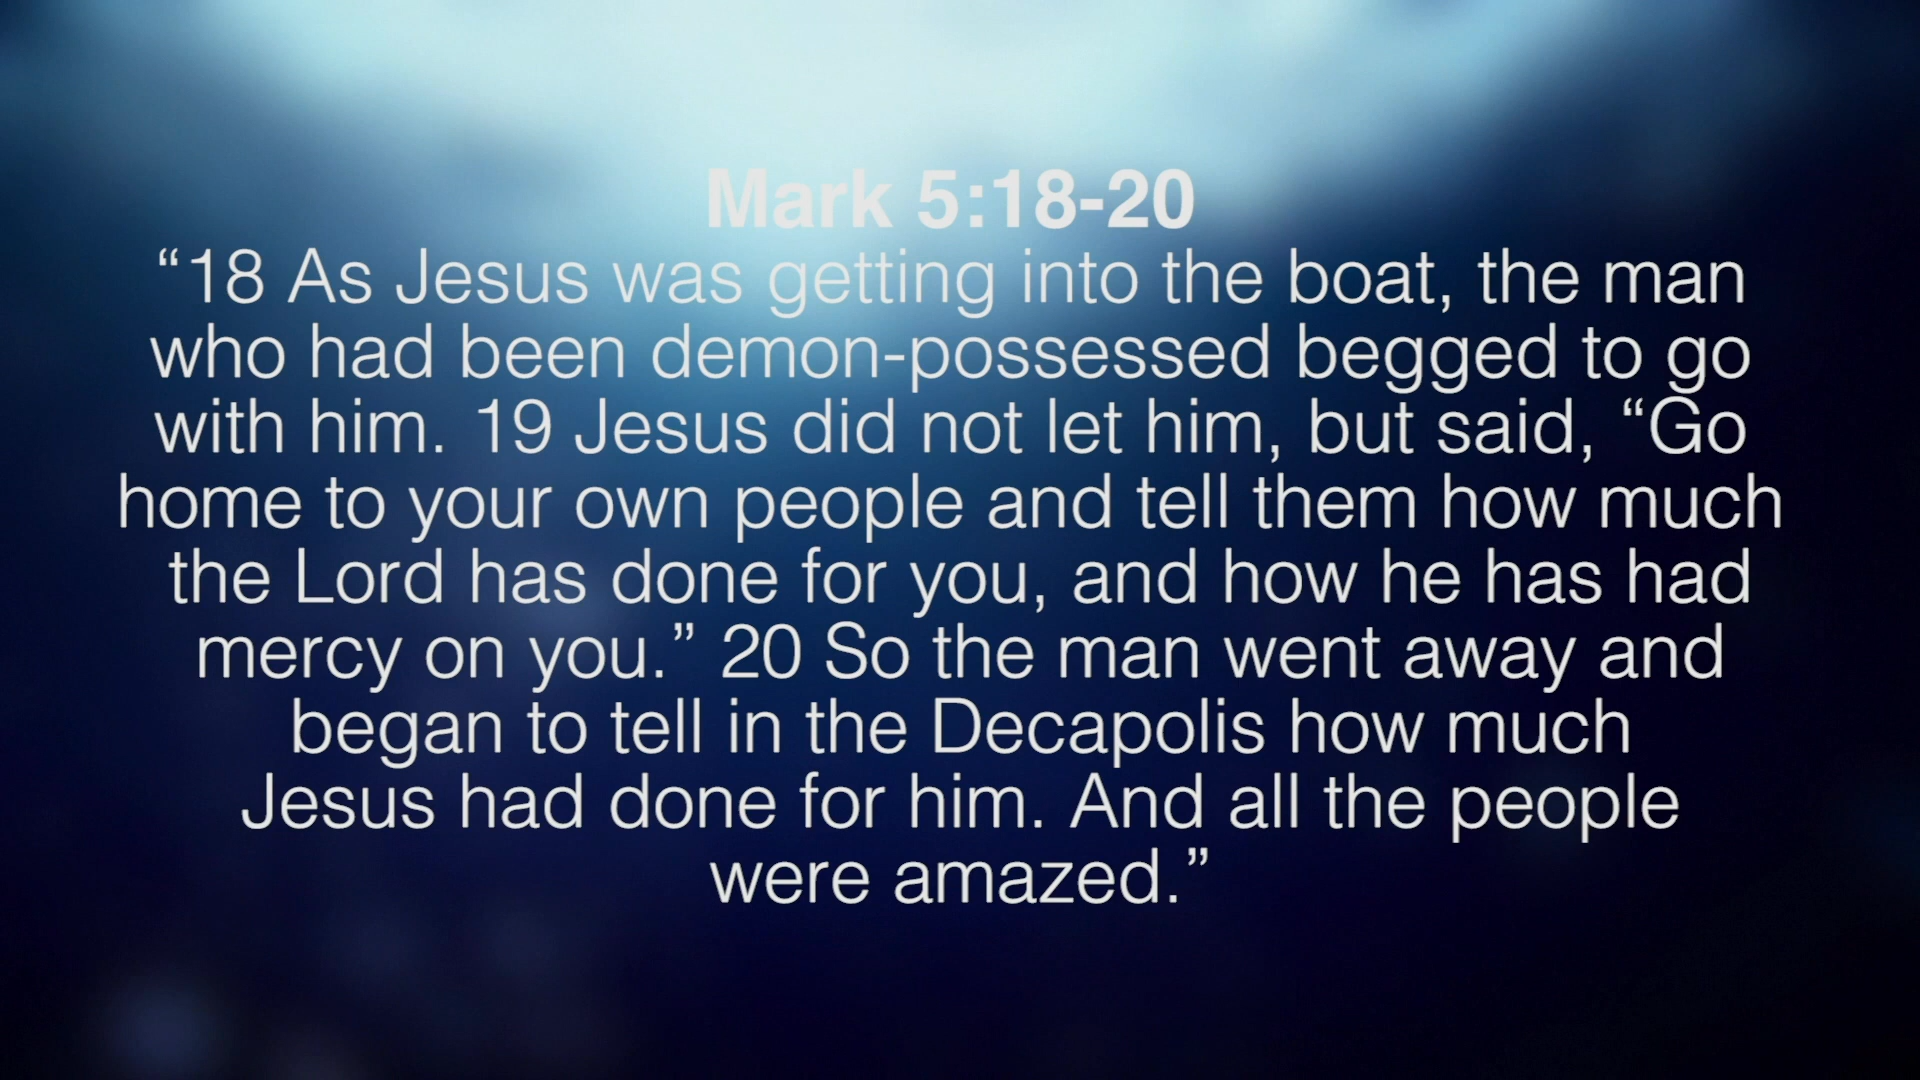 Mark 5:18-20
“18 As Jesus was getting into the boat, the man
who had been demon-possessed begged to go
with him. 19 Jesus did not let him, but said, “Go
home to your own people and tell them how much
the Lord has done for you, and how he has had
mercy on you.” 20 So the man went away and
began to tell in the Decapolis how much
Jesus had done for him. And all the people
were amazed.”